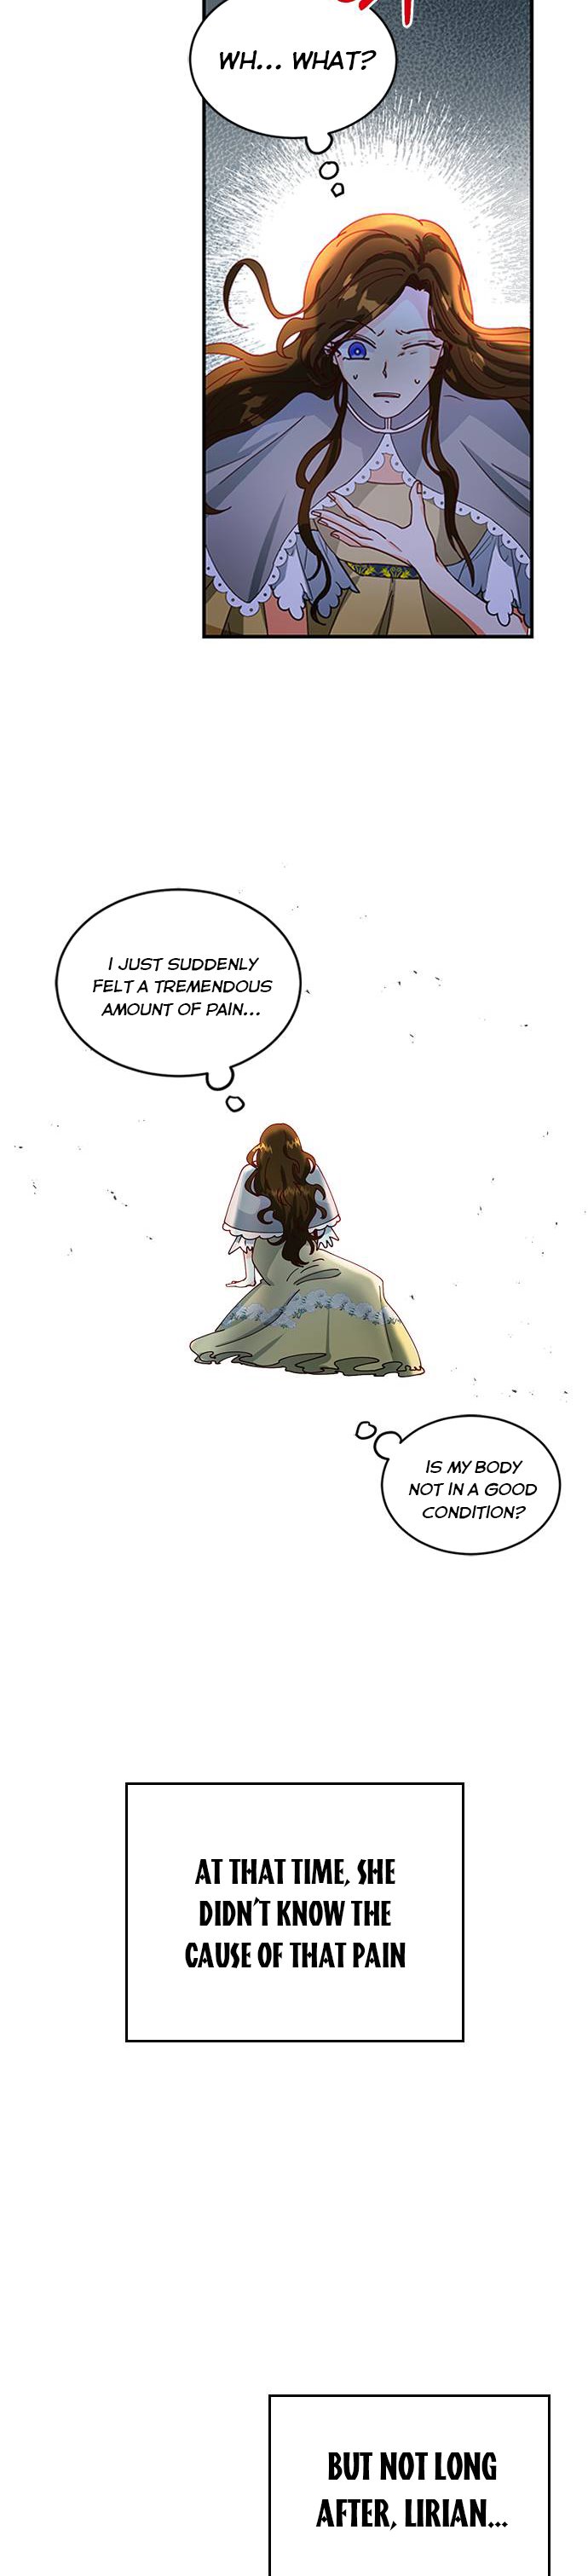 WH... WHAT?
I JUST SUDDENLY
FELT A TREMENDOUS
AMOUNT OF PAIN...
IS MY BODY
NOT IN A GOOD
CONDITION?
AT THAT TIME, SHE
DIDN'T KNOW THE
CAUSE OF THAT PAIN
BUT NOT LONG
AFTER, LIRIAN...